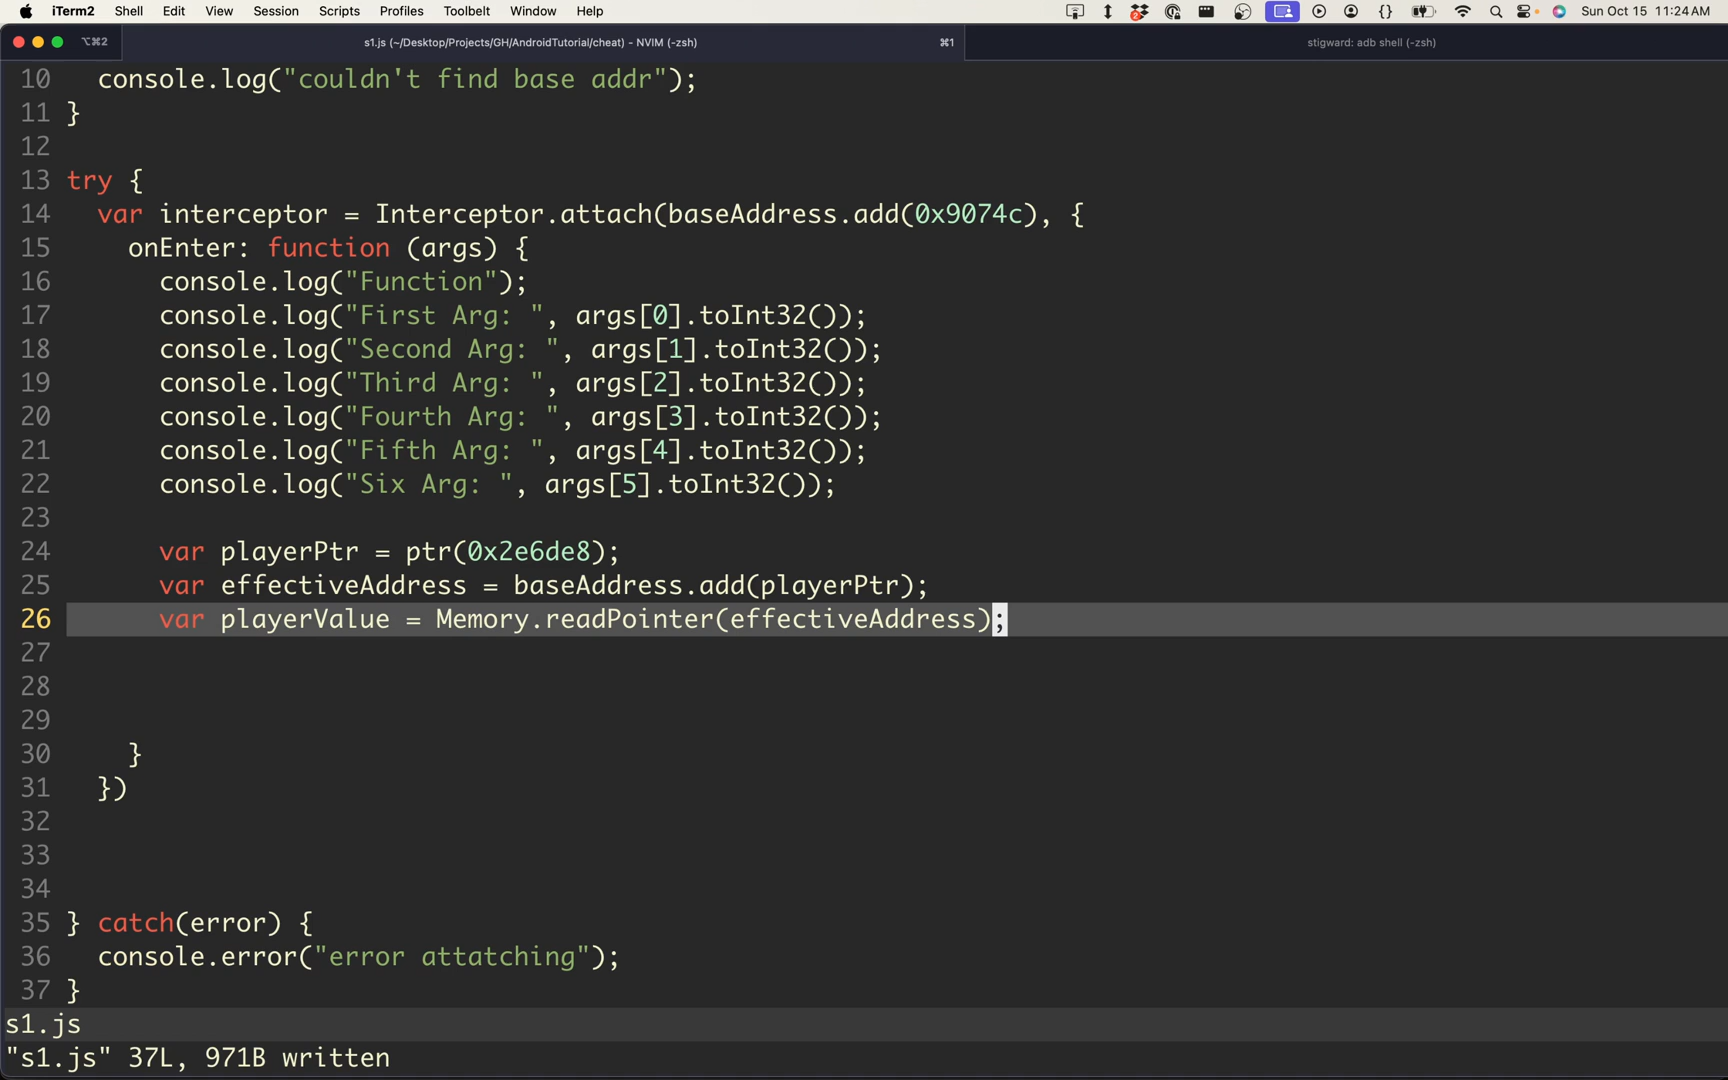 iTerm2 Shell Edit View Session Scripts Profiles Toolbelt Window Help Sun Oct 15 11:24 AM
⌥⌘2 s1.js (~/Desktop/Projects/GH/AndroidTutorial/cheat) - NVIM (-zsh) ⌘1 stigward: adb shell (-zsh)
10 console.log("couldn't find base addr");
11 }
12
13 try {
14 var interceptor = Interceptor.attach(baseAddress.add(0x9074c), {
15 onEnter: function (args) {
16 console.log("Function");
17 console.log("First Arg: ", args[0].toInt32());
18 console.log("Second Arg: ", args[1].toInt32());
19 console.log("Third Arg: ", args[2].toInt32());
20 console.log("Fourth Arg: ", args[3].toInt32());
21 console.log("Fifth Arg: ", args[4].toInt32());
22 console.log("Six Arg: ", args[5].toInt32());
23
24 var playerPtr = ptr(0x2e6de8);
25 var effectiveAddress = baseAddress.add(playerPtr);
26 var playerValue = Memory.readPointer(effectiveAddress);
27
28
29
30 }
31 })
32
33
34
35 } catch(error) {
36 console.error("error attatching");
37 }
s1.js
"s1.js" 37L, 971B written